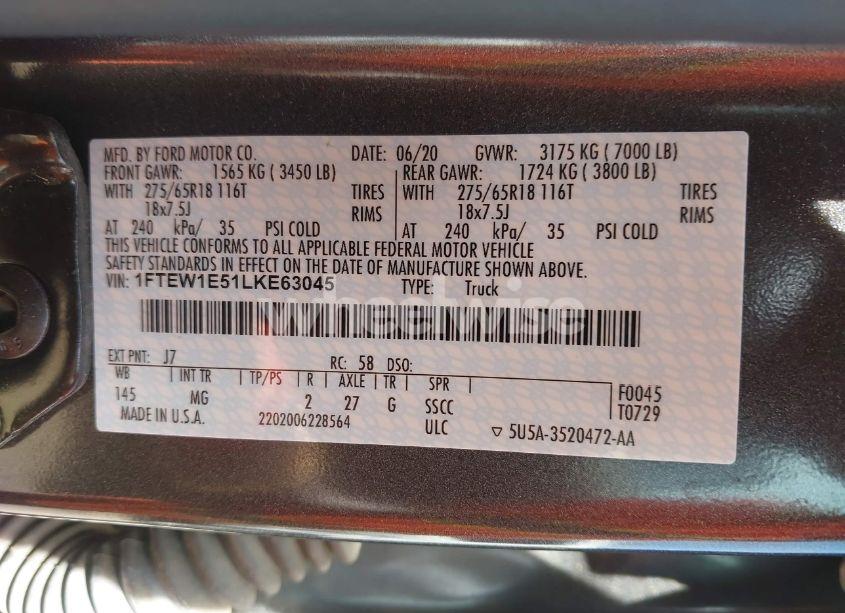 MFD. BY FORD MOTOR CO. DATE: 06/20 GVWR: 3175 KG ( 7000 LB)
FRONT GAWR: 1565 KG ( 3450 LB) REAR GAWR: 1724 KG ( 3800 LB)
WITH 275/65R18 116T TIRES WITH 275/65R18 116T TIRES
18x7.5J RIMS 18x7.5J RIMS
AT 240 kPa/ 35 PSI COLD AT 240 kPa/ 35 PSI COLD
THIS VEHICLE CONFORMS TO ALL APPLICABLE FEDERAL MOTOR VEHICLE
SAFETY STANDARDS IN EFFECT ON THE DATE OF MANUFACTURE SHOWN ABOVE.
VIN: 1FTEW1E51LKE63045 TYPE: Truck
wheelwise
EXT PNT: J7 RC: 58 DSO:
WB INT TR TP/PS R AXLE TR SPR F0045
145 MG 2 27 G SSCC T0729
MADE IN U.S.A. 2202006228564 ULC ▽ 5U5A-3520472-AA